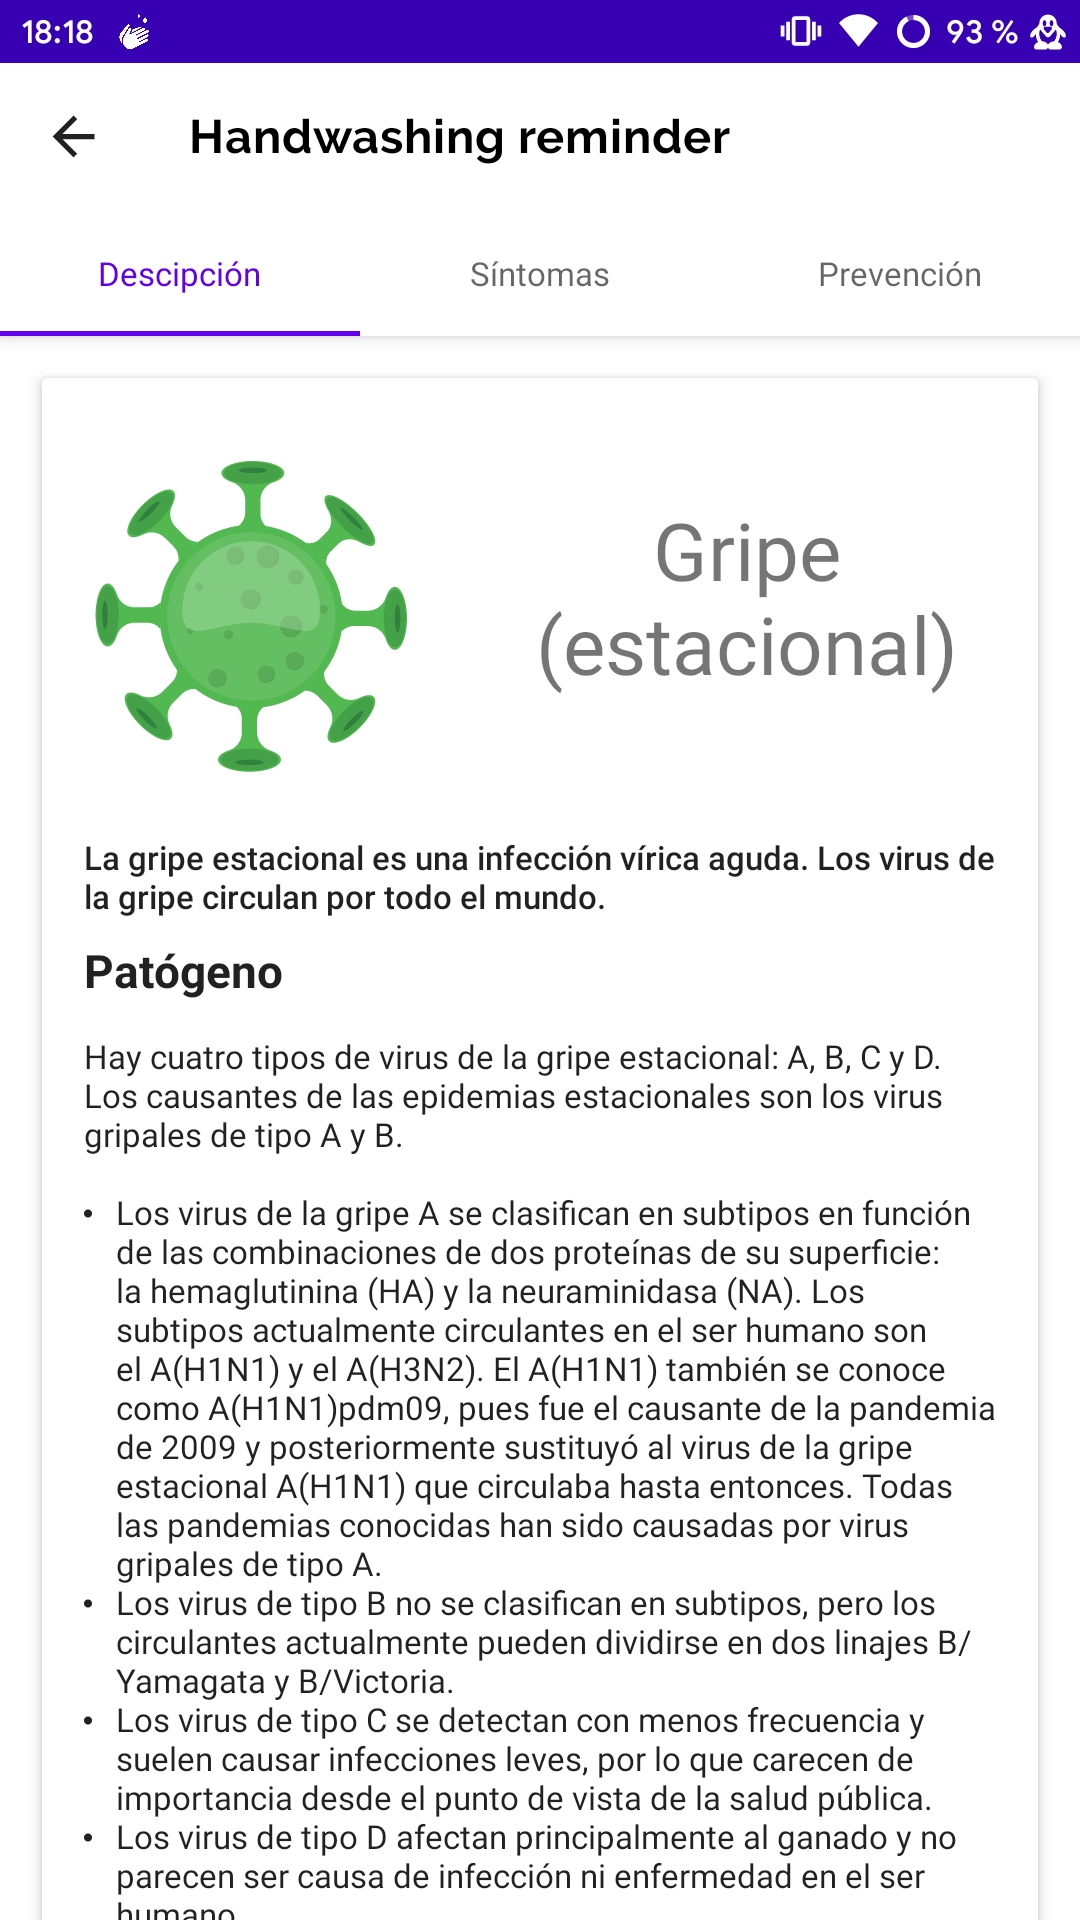 18:18
93 %
Handwashing reminder
Descipción
Síntomas
Prevención
Gripe
(estacional)
La gripe estacional es una infección vírica aguda. Los virus de
la gripe circulan por todo el mundo.
Patógeno
Hay cuatro tipos de virus de la gripe estacional: A, B, C y D.
Los causantes de las epidemias estacionales son los virus
gripales de tipo A y B.
• Los virus de la gripe A se clasifican en subtipos en función
de las combinaciones de dos proteínas de su superficie:
la hemaglutinina (HA) y la neuraminidasa (NA). Los
subtipos actualmente circulantes en el ser humano son
el A(H1N1) y el A(H3N2). El A(H1N1) también se conoce
como A(H1N1)pdm09, pues fue el causante de la pandemia
de 2009 y posteriormente sustituyó al virus de la gripe
estacional A(H1N1) que circulaba hasta entonces. Todas
las pandemias conocidas han sido causadas por virus
gripales de tipo A.
• Los virus de tipo B no se clasifican en subtipos, pero los
circulantes actualmente pueden dividirse en dos linajes B/
Yamagata y B/Victoria.
• Los virus de tipo C se detectan con menos frecuencia y
suelen causar infecciones leves, por lo que carecen de
importancia desde el punto de vista de la salud pública.
• Los virus de tipo D afectan principalmente al ganado y no
parecen ser causa de infección ni enfermedad en el ser
humano.